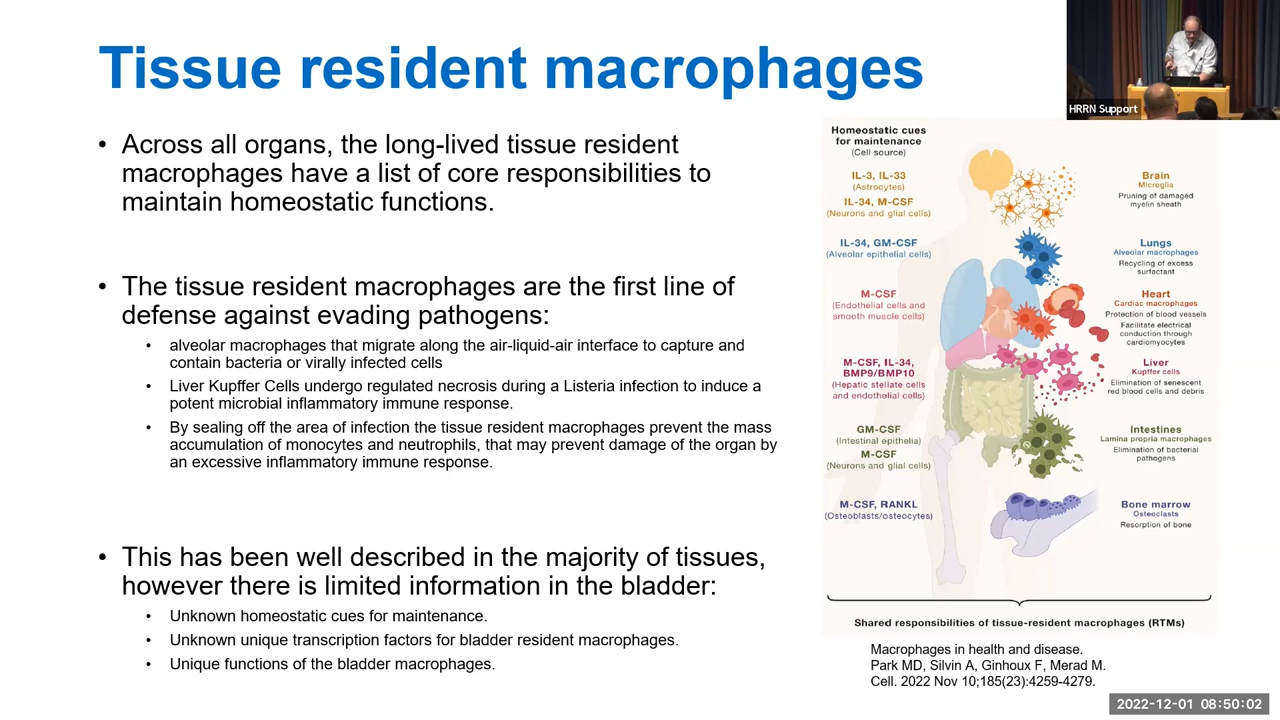 Tissue resident macrophages
HRRN Support
• Across all organs, the long-lived tissue resident
macrophages have a list of core responsibilities to
maintain homeostatic functions.
• The tissue resident macrophages are the first line of
defense against evading pathogens:
• alveolar macrophages that migrate along the air-liquid-air interface to capture and
contain bacteria or virally infected cells
• Liver Kupffer Cells undergo regulated necrosis during a Listeria infection to induce a
potent microbial inflammatory immune response.
• By sealing off the area of infection the tissue resident macrophages prevent the mass
accumulation of monocytes and neutrophils, that may prevent damage of the organ by
an excessive inflammatory immune response.
• This has been well described in the majority of tissues,
however there is limited information in the bladder:
• Unknown homeostatic cues for maintenance.
• Unknown unique transcription factors for bladder resident macrophages.
• Unique functions of the bladder macrophages.
Homeostatic cues
for maintenance
(Cell source)
IL-3, IL-33
(Astrocytes)
IL-34, M-CSF
(Neurons and glial cells)
IL-34, GM-CSF
(Alveolar epithelial cells)
M-CSF
(Endothelial cells and
smooth muscle cells)
M-CSF, IL-34,
BMP9/BMP10
(Hepatic stellate cells
and endothelial cells)
GM-CSF
(Intestinal epithelia)
M-CSF
(Neurons and glial cells)
M-CSF, RANKL
(Osteoblasts/osteocytes)
Brain
Microglia
Pruning of damaged
myelin sheath
Lungs
Alveolar macrophages
Recycling of excess
surfactant
Heart
Cardiac macrophages
Protection of blood vessels
Facilitate electrical
conduction through
cardiomyocytes
Liver
Kupffer cells
Elimination of senescent
red blood cells and debris
Intestines
Lamina propria macrophages
Elimination of bacterial
pathogens
Bone marrow
Osteoclasts
Resorption of bone
Shared responsibilities of tissue-resident macrophages (RTMs)
Macrophages in health and disease.
Park MD, Silvin A, Ginhoux F, Merad M.
Cell. 2022 Nov 10;185(23):4259-4279.
2022-12-01 08:50:02